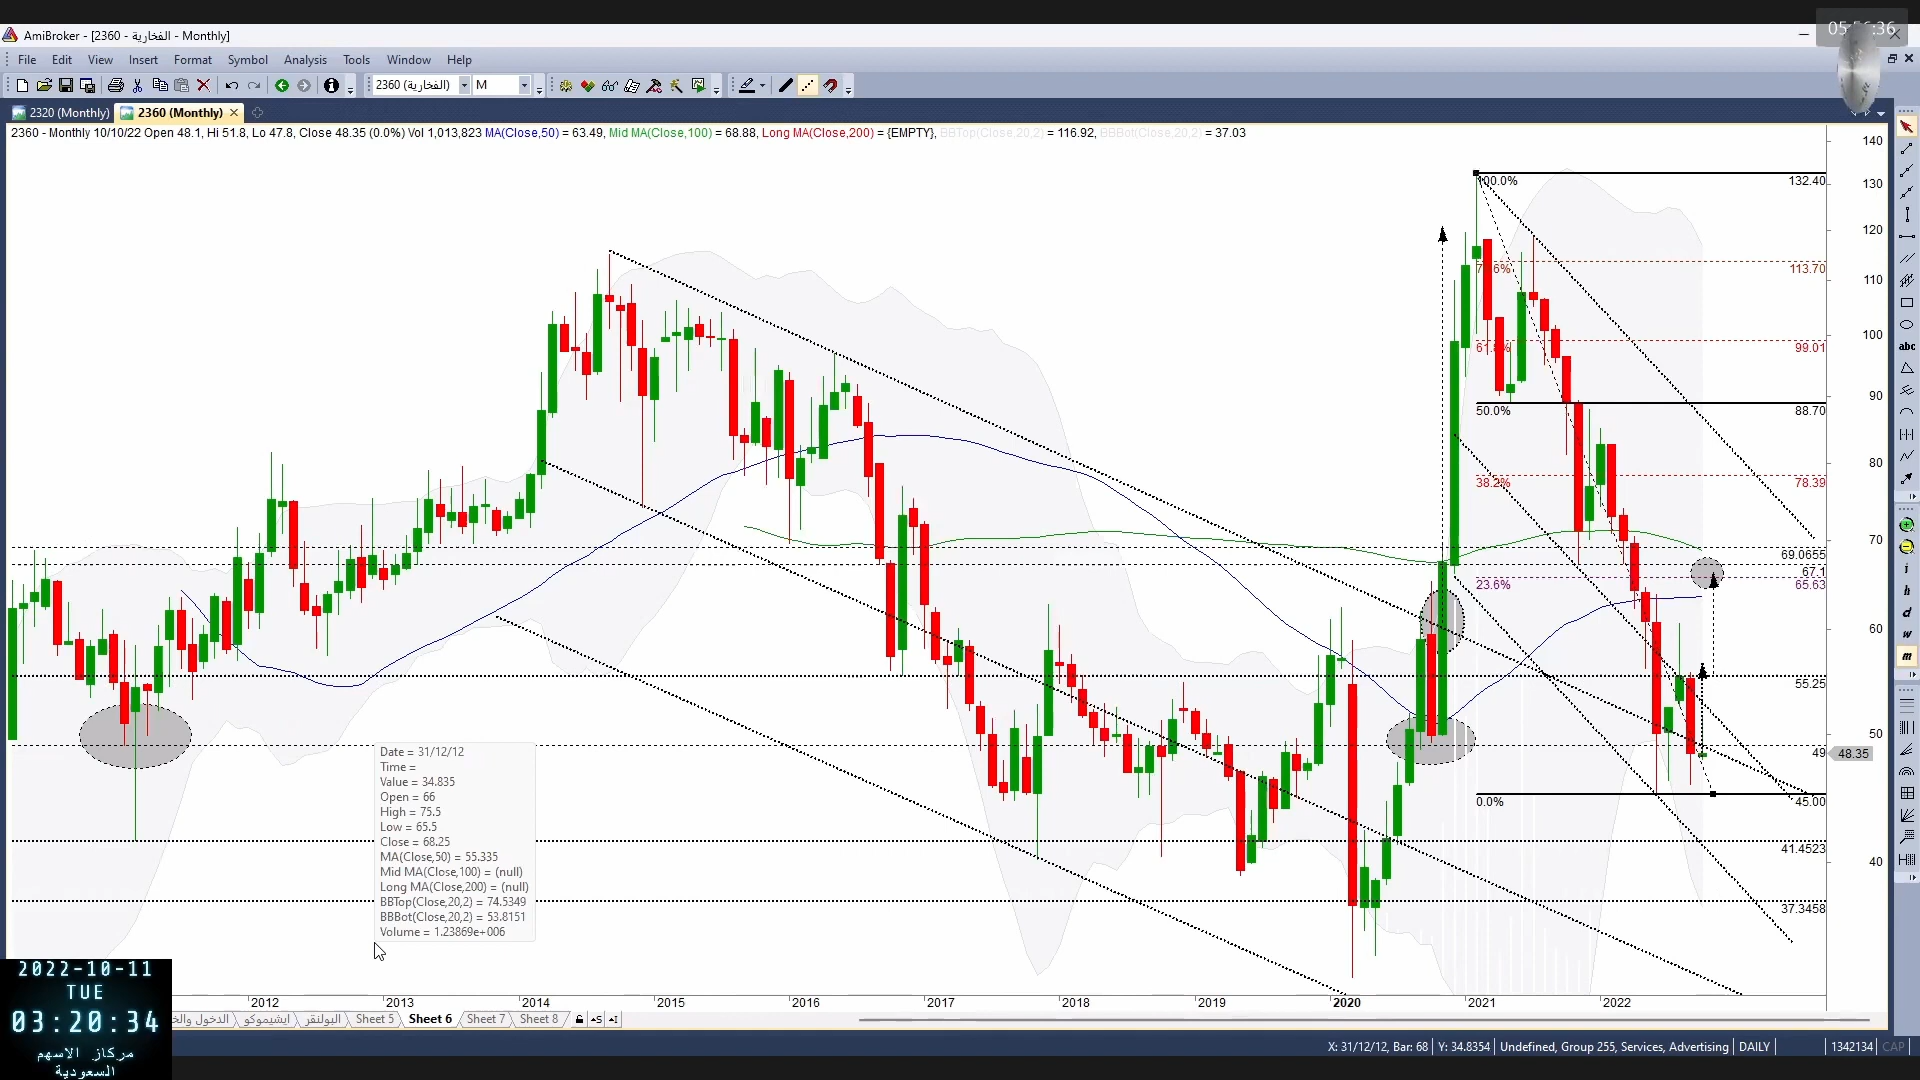 05:56:36
AmiBroker - [2360 - الفخارية - Monthly]
File Edit View Insert Format Symbol Analysis Tools Window Help
2360 (الفخارية) M
2320 (Monthly) 2360 (Monthly)
2360 - Monthly 10/10/22 Open 48.1, Hi 51.8, Lo 47.8, Close 48.35 (0.0%) Vol 1,013,823 MA(Close,50) = 63.49, Mid MA(Close,100) = 68.88, Long MA(Close,200) = {EMPTY}, BBTop(Close,20,2) = 116.92, BBBot(Close,20,2) = 37.03
140
130
120
110
100
90
80
70
60
50
40
100.0% 132.40
113.70
61.8% 99.01
50.0% 88.70
38.2% 78.39
69.0655
67.1
23.6% 65.63
55.25
49
48.35
0.0% 45.00
41.4523
37.3458
Date = 31/12/12
Time =
Value = 34.835
Open = 66
High = 75.5
Low = 65.5
Close = 68.25
MA(Close,50) = 55.335
Mid MA(Close,100) = (null)
Long MA(Close,200) = (null)
BBTop(Close,20,2) = 74.5349
BBBot(Close,20,2) = 53.8151
Volume = 1.23869e+006
abc
i
h
d
w
m
2012 2013 2014 2015 2016 2017 2018 2019 2020 2021 2022
ايشيموكو البولنقر Sheet 5 Sheet 6 Sheet 7 Sheet 8
2022-10-11
TUE
03:20:34
مركاز الاسهم
السعودية
X: 31/12/12, Bar: 68 Y: 34.8354 Undefined, Group 255, Services, Advertising DAILY 1342134 CAP